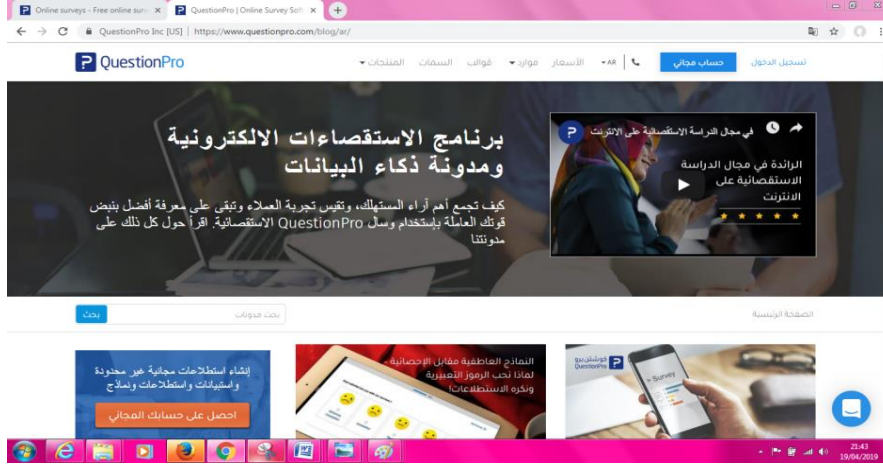 Online surveys - Free online surv
QuestionPro | Online Survey Soft
QuestionPro Inc [US] | https://www.questionpro.com/blog/ar/
QuestionPro
المنتجات
السمات
قوالب
موارد
الأسعار
AR
حساب مجاني
تسجيل الدخول
برنامج الاستقصاءات الالكترونية
ومدونة ذكاء البيانات
كيف تجمع أهم آراء المستهلك، وتقيس تجربة العملاء وتبقى على معرفة أفضل بنبض
قوتك العاملة بإستخدام وسال QuestionPro الاستقصائية. اقرأ حول كل ذلك على
مدونتنا
في مجال الدراسة الاستقصائية على الانترنت
الرائدة في مجال الدراسة
الاستقصائية على
الانترنت
الصفحة الرئيسية
بحث مدونات
بحث
إنشاء استطلاعات مجانية غير محدودة
واستبيانات واستطلاعات ونماذج
احصل على حسابك المجاني
النماذج العاطفية مقابل الإحصائية -
لماذا نحب الرموز التعبيرية
ونكره الاستطلاعات!
كويشتن برو
QuestionPro
Survey
21:43
19/04/2019